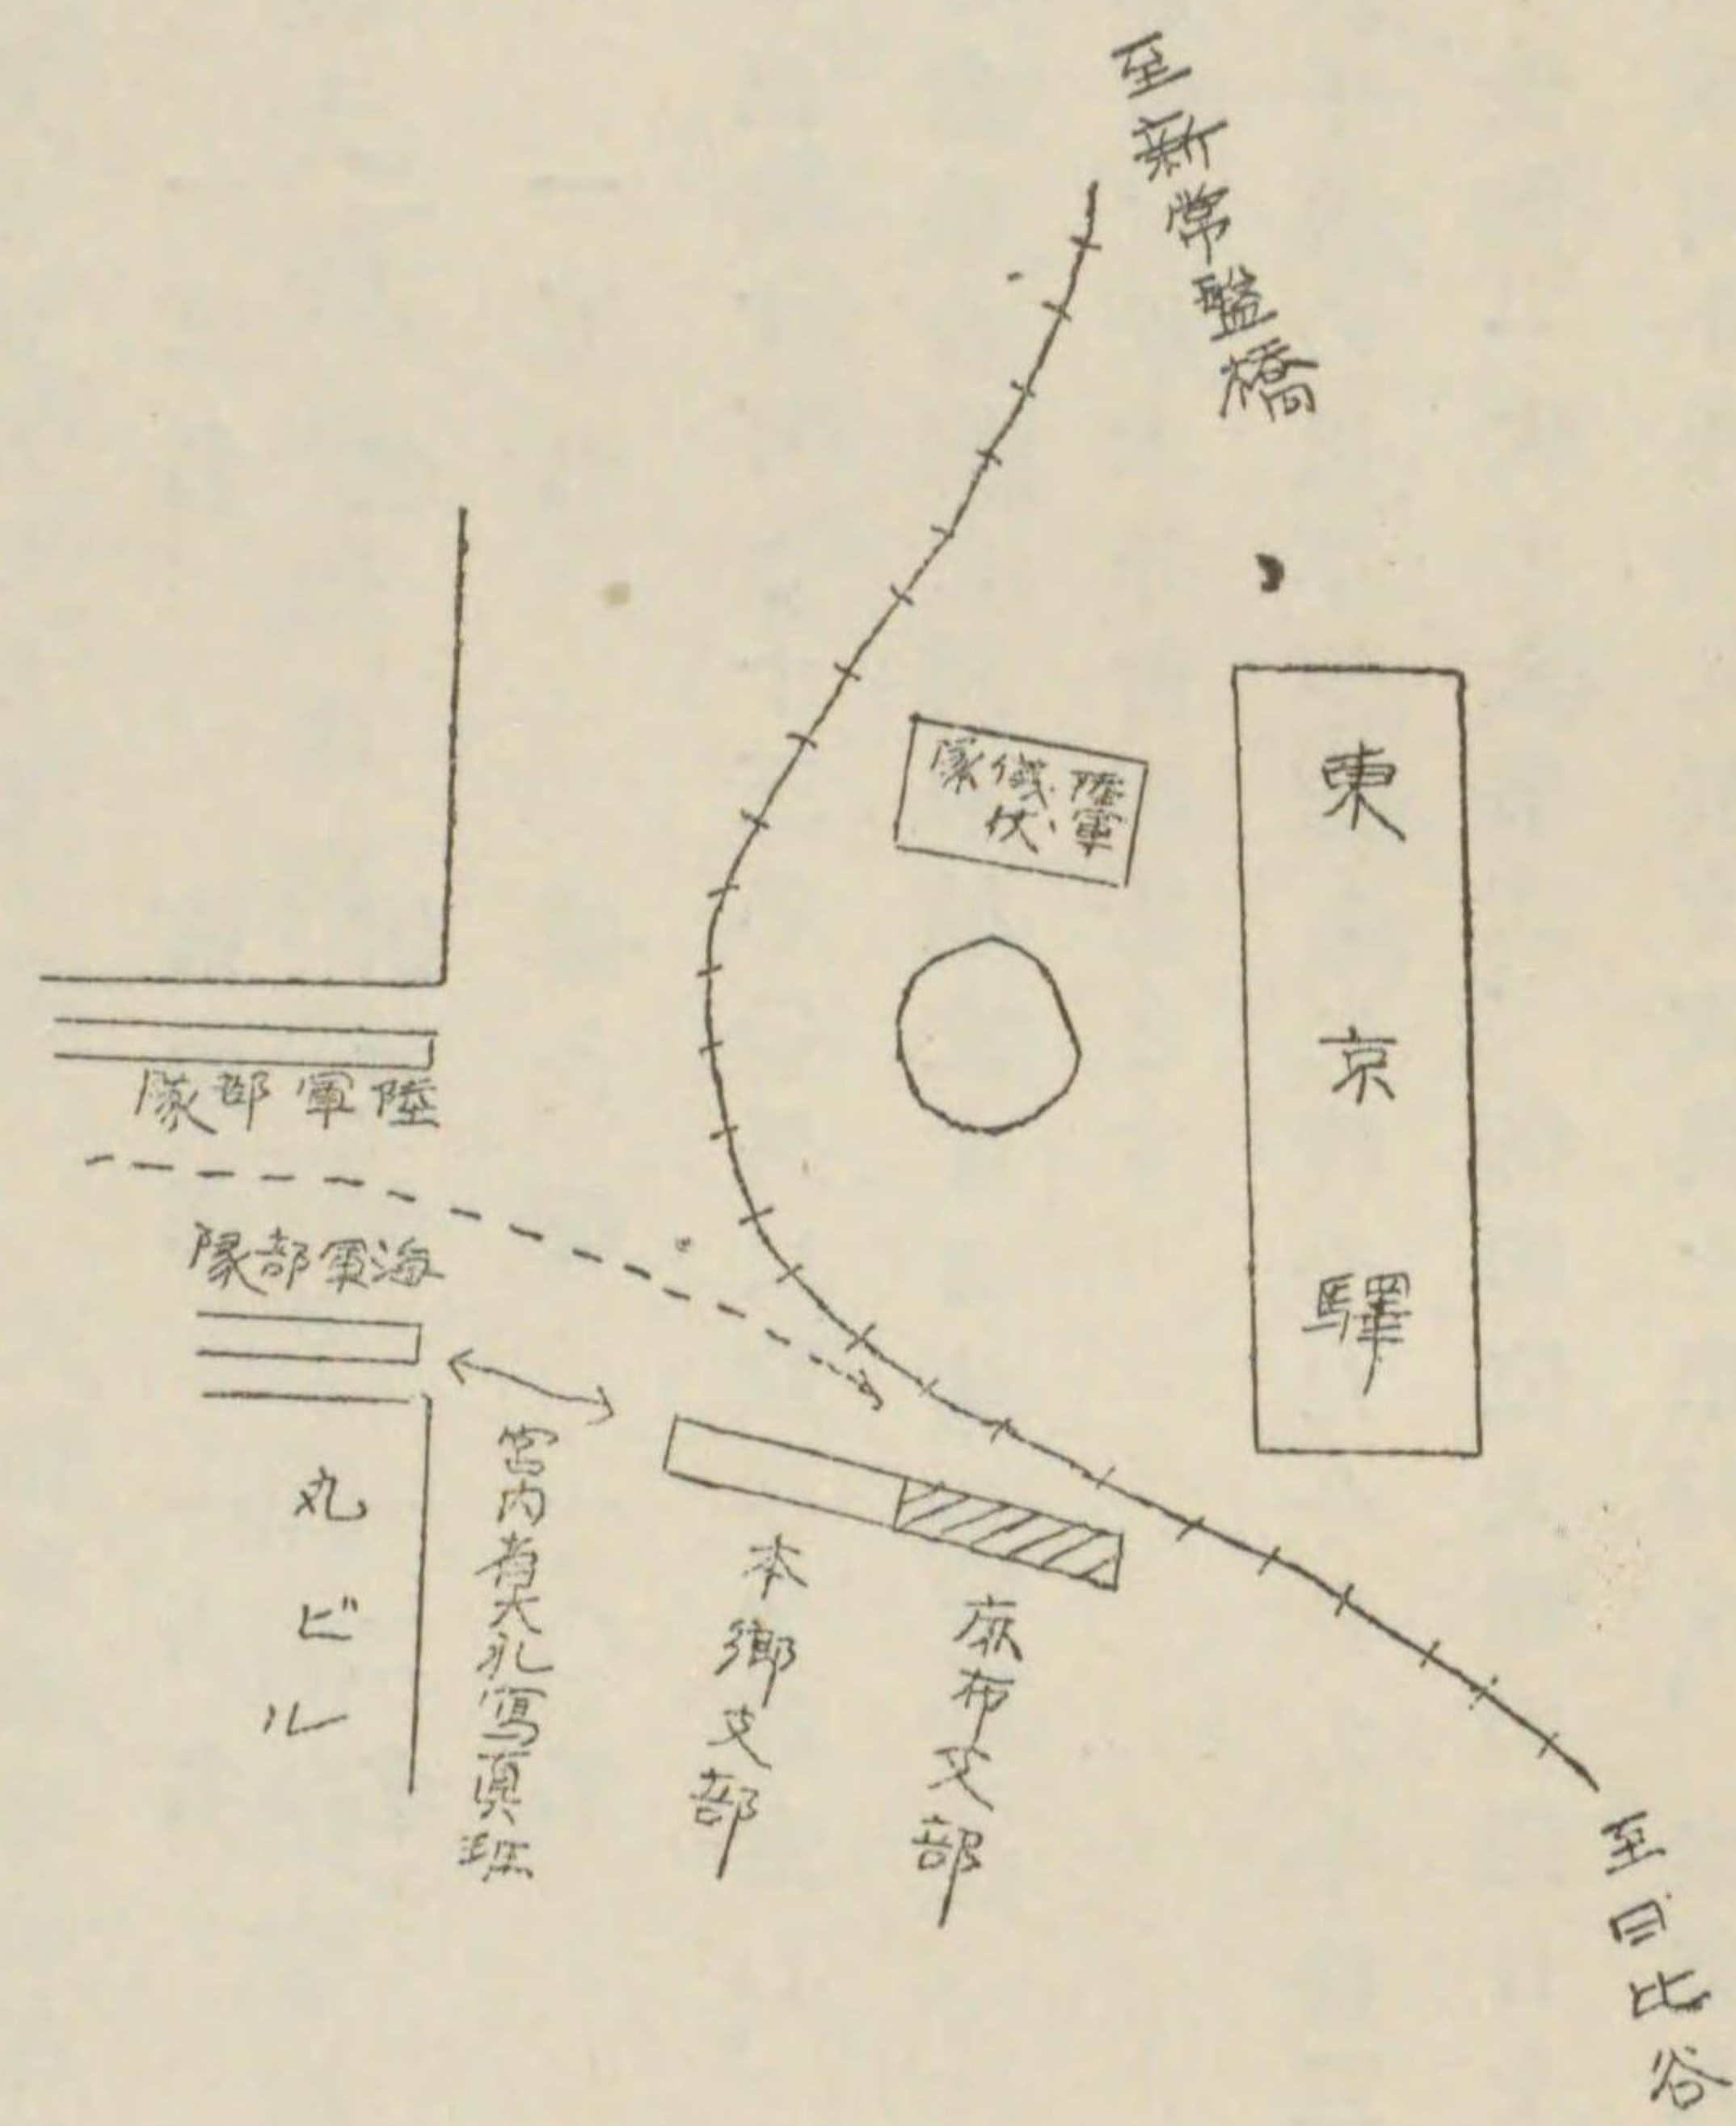 至新常盤橋
東京驛
陸軍
儀仗
隊
陸軍部隊
海軍部隊
丸ビル
宮内省大礼写真班
本郷支部
麻布支部
至日比谷